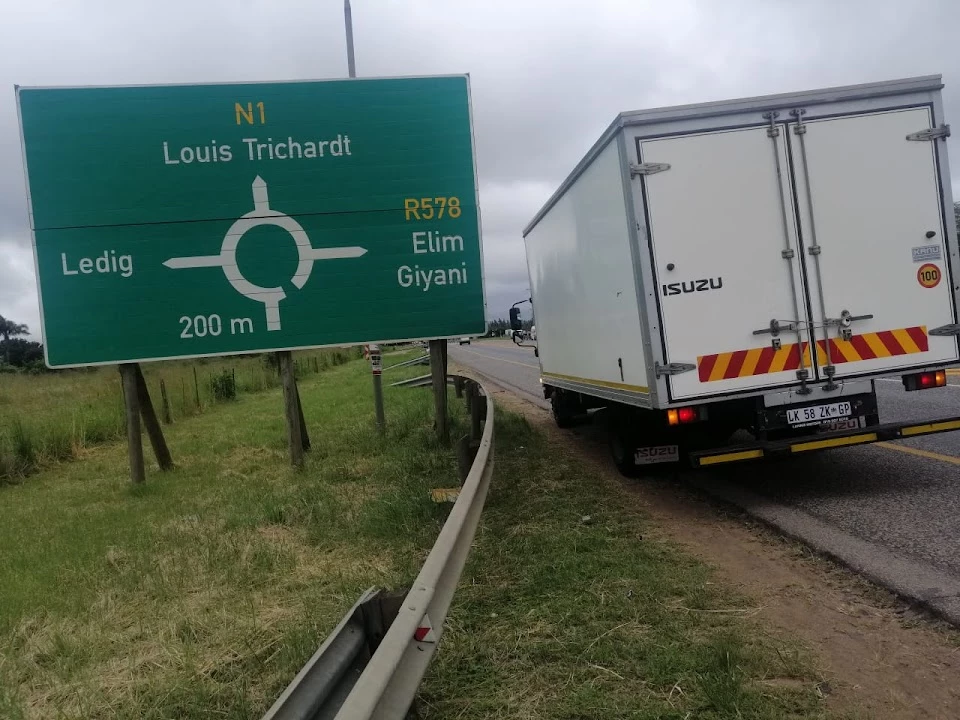 N1
Louis Trichardt
R578
Elim
Giyani
Ledig
200 m
ISUZU
100
LK 58 ZK GP
ISUZU